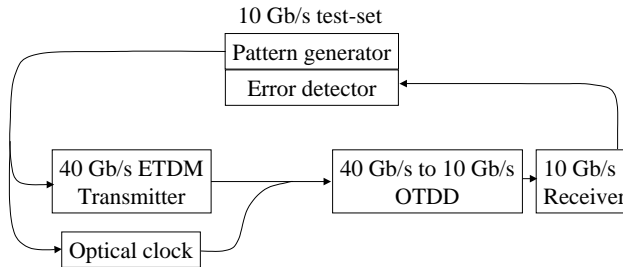 10 Gb/s test-set
Pattern generator
Error detector
40 Gb/s ETDM
Transmitter
40 Gb/s to 10 Gb/s
OTDD
10 Gb/s
Receiver
Optical clock